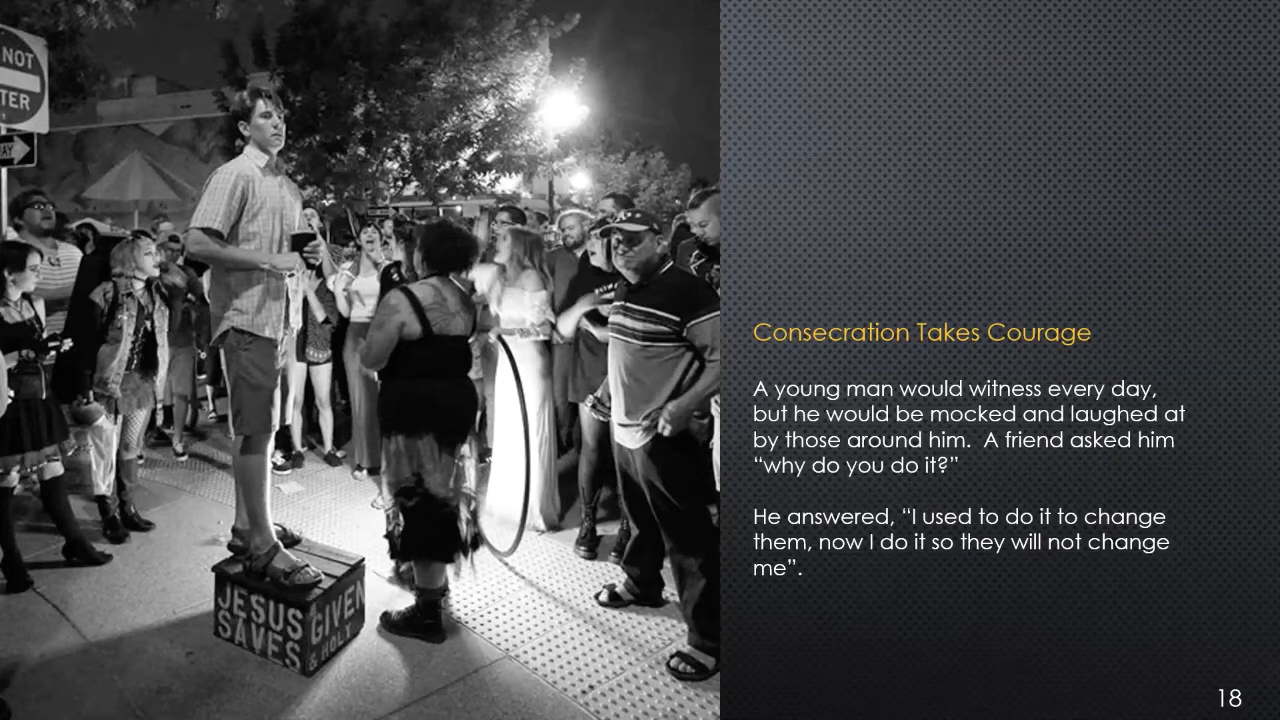 NOT
TER
AY
JESUS
SAVES
GIVEN
& HOLY
Consecration Takes Courage
A young man would witness every day,
but he would be mocked and laughed at
by those around him.  A friend asked him
“why do you do it?”
He answered, “I used to do it to change
them, now I do it so they will not change
me”.
18